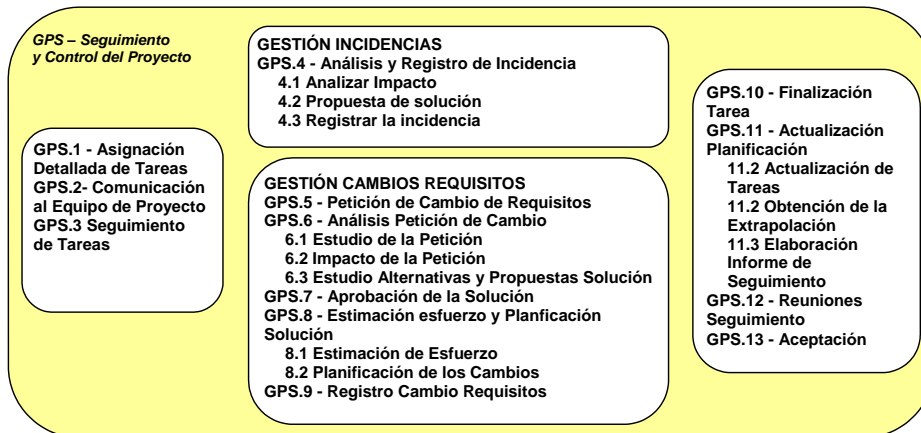 GPS – Seguimiento
y Control del Proyecto
GPS.1 - Asignación
Detallada de Tareas
GPS.2- Comunicación
al Equipo de Proyecto
GPS.3 Seguimiento
de Tareas
GESTIÓN INCIDENCIAS
GPS.4 - Análisis y Registro de Incidencia
4.1 Analizar Impacto
4.2 Propuesta de solución
4.3 Registrar la incidencia
GESTIÓN CAMBIOS REQUISITOS
GPS.5 - Petición de Cambio de Requisitos
GPS.6 - Análisis Petición de Cambio
6.1 Estudio de la Petición
6.2 Impacto de la Petición
6.3 Estudio Alternativas y Propuestas Solución
GPS.7 - Aprobación de la Solución
GPS.8 - Estimación esfuerzo y Planficación
Solución
8.1 Estimación de Esfuerzo
8.2 Planificación de los Cambios
GPS.9 - Registro Cambio Requisitos
GPS.10 - Finalización
Tarea
GPS.11 - Actualización
Planificación
11.2 Actualización de
Tareas
11.2 Obtención de la
Extrapolación
11.3 Elaboración
Informe de
Seguimiento
GPS.12 - Reuniones
Seguimiento
GPS.13 - Aceptación